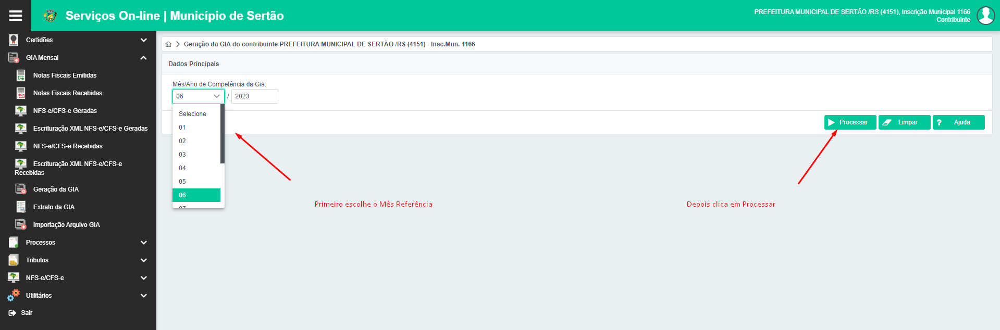 Serviços On-line | Município de Sertão
PREFEITURA MUNICIPAL DE SERTÃO /RS (4151), Inscrição Municipal 1166
Contribuinte
Certidões
GIA Mensal
Notas Fiscais Emitidas
Notas Fiscais Recebidas
NFS-e/CFS-e Geradas
Escrituração XML NFS-e/CFS-e Geradas
NFS-e/CFS-e Recebidas
Escrituração XML NFS-e/CFS-e
Recebidas
Geração da GIA
Extrato da GIA
Importação Arquivo GIA
Processos
Tributos
NFS-e/CFS-e
Utilitários
Sair
Geração da GIA do contribuinte PREFEITURA MUNICIPAL DE SERTÃO /RS (4151) - Insc.Mun. 1166
Dados Principais
Mês/Ano de Competência da Gia:
06 / 2023
Selecione
01
02
03
04
05
06
07
Processar Limpar ? Ajuda
Primeiro escolhe o Mês Referência
Depois clica em Processar